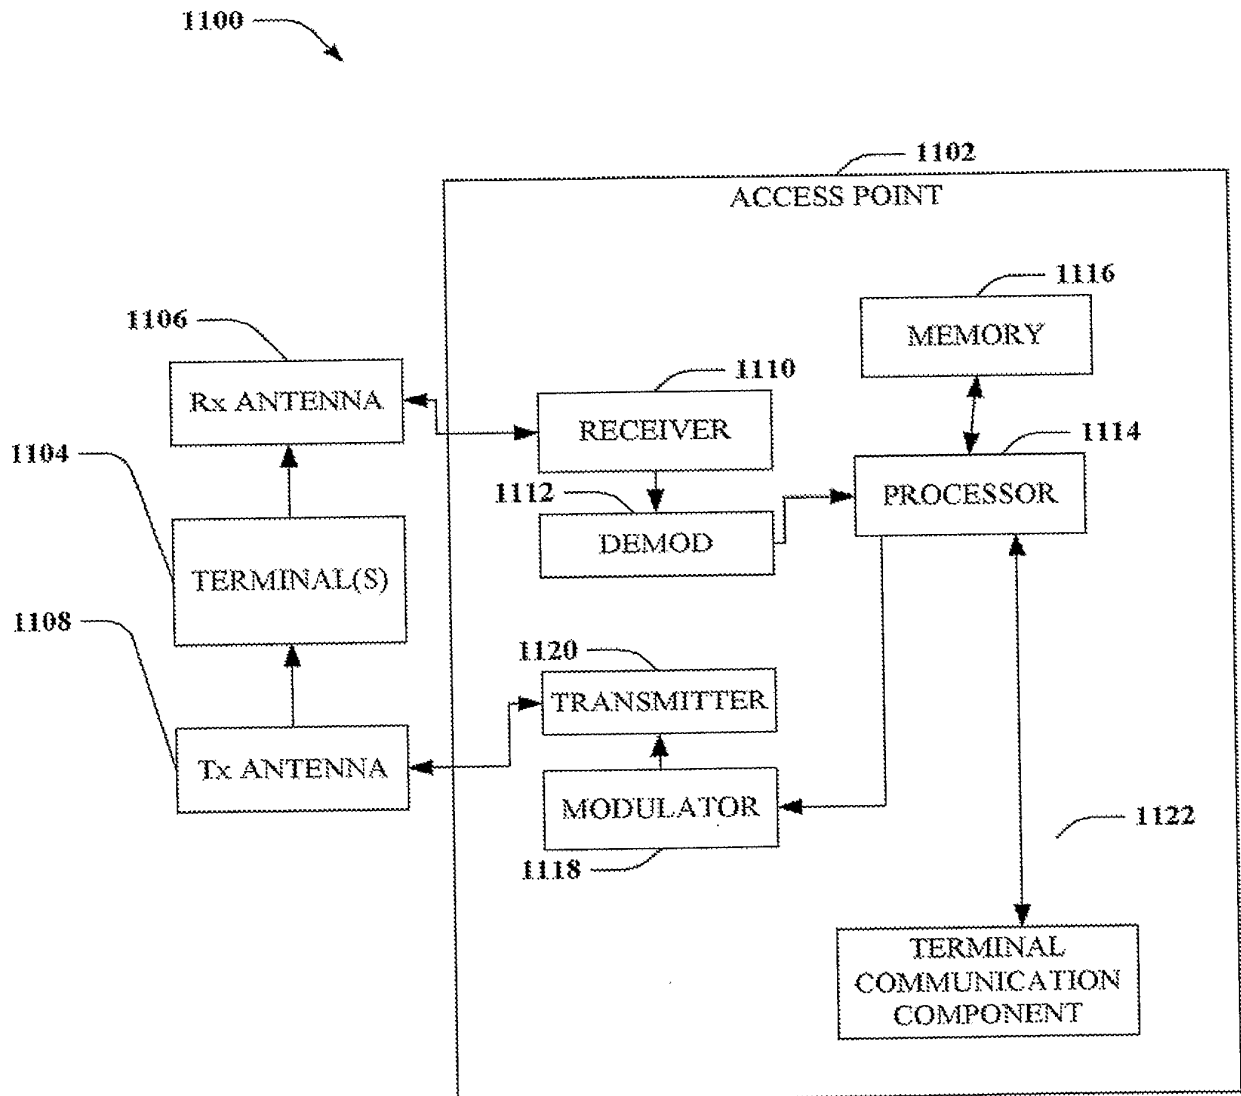 1100
1102
ACCESS POINT
1116
MEMORY
1106
Rx ANTENNA
1110
RECEIVER
1114
PROCESSOR
1104
TERMINAL(S)
1112
DEMOD
1108
Tx ANTENNA
1120
TRANSMITTER
MODULATOR
1118
1122
TERMINAL
COMMUNICATION
COMPONENT